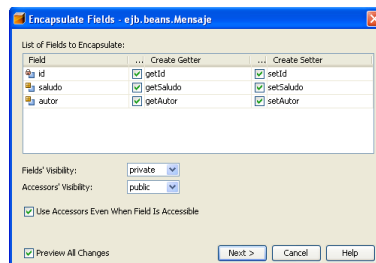 Encapsulate Fields - ejb.beans.Mensaje
List of Fields to Encapsulate:
Field ... Create Getter ... Create Setter
id getId setId
saludo getSaludo setSaludo
autor getAutor setAutor
Fields' Visibility: private
Accessors' Visibility: public
Use Accessors Even When Field Is Accessible
Preview All Changes Next > Cancel Help